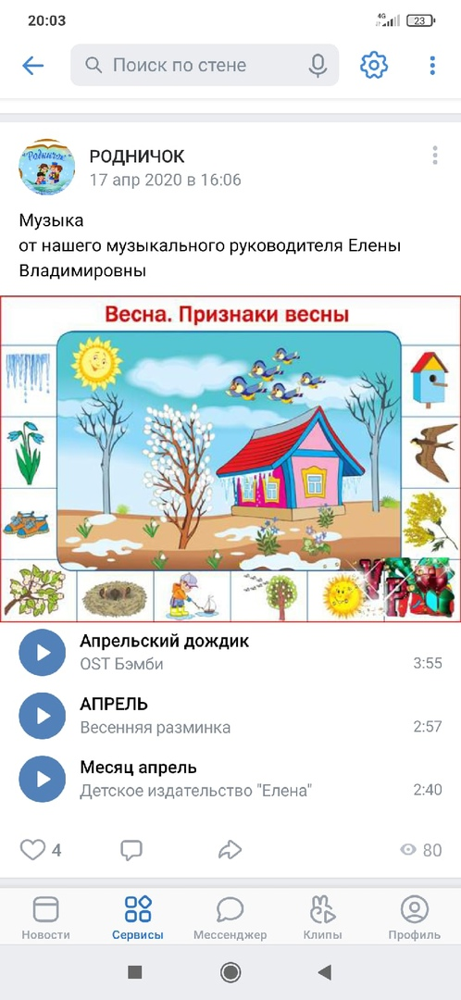 20:03
4G
23
Поиск по стене
"Родничок"
РОДНИЧОК
17 апр 2020 в 16:06
Музыка
от нашего музыкального руководителя Елены
Владимировны
Весна. Признаки весны
Апрельский дождик
OST Бэмби
3:55
АПРЕЛЬ
Весенняя разминка
2:57
Месяц апрель
Детское издательство "Елена"
2:40
4
80
Новости
Сервисы
Мессенджер
Клипы
Профиль